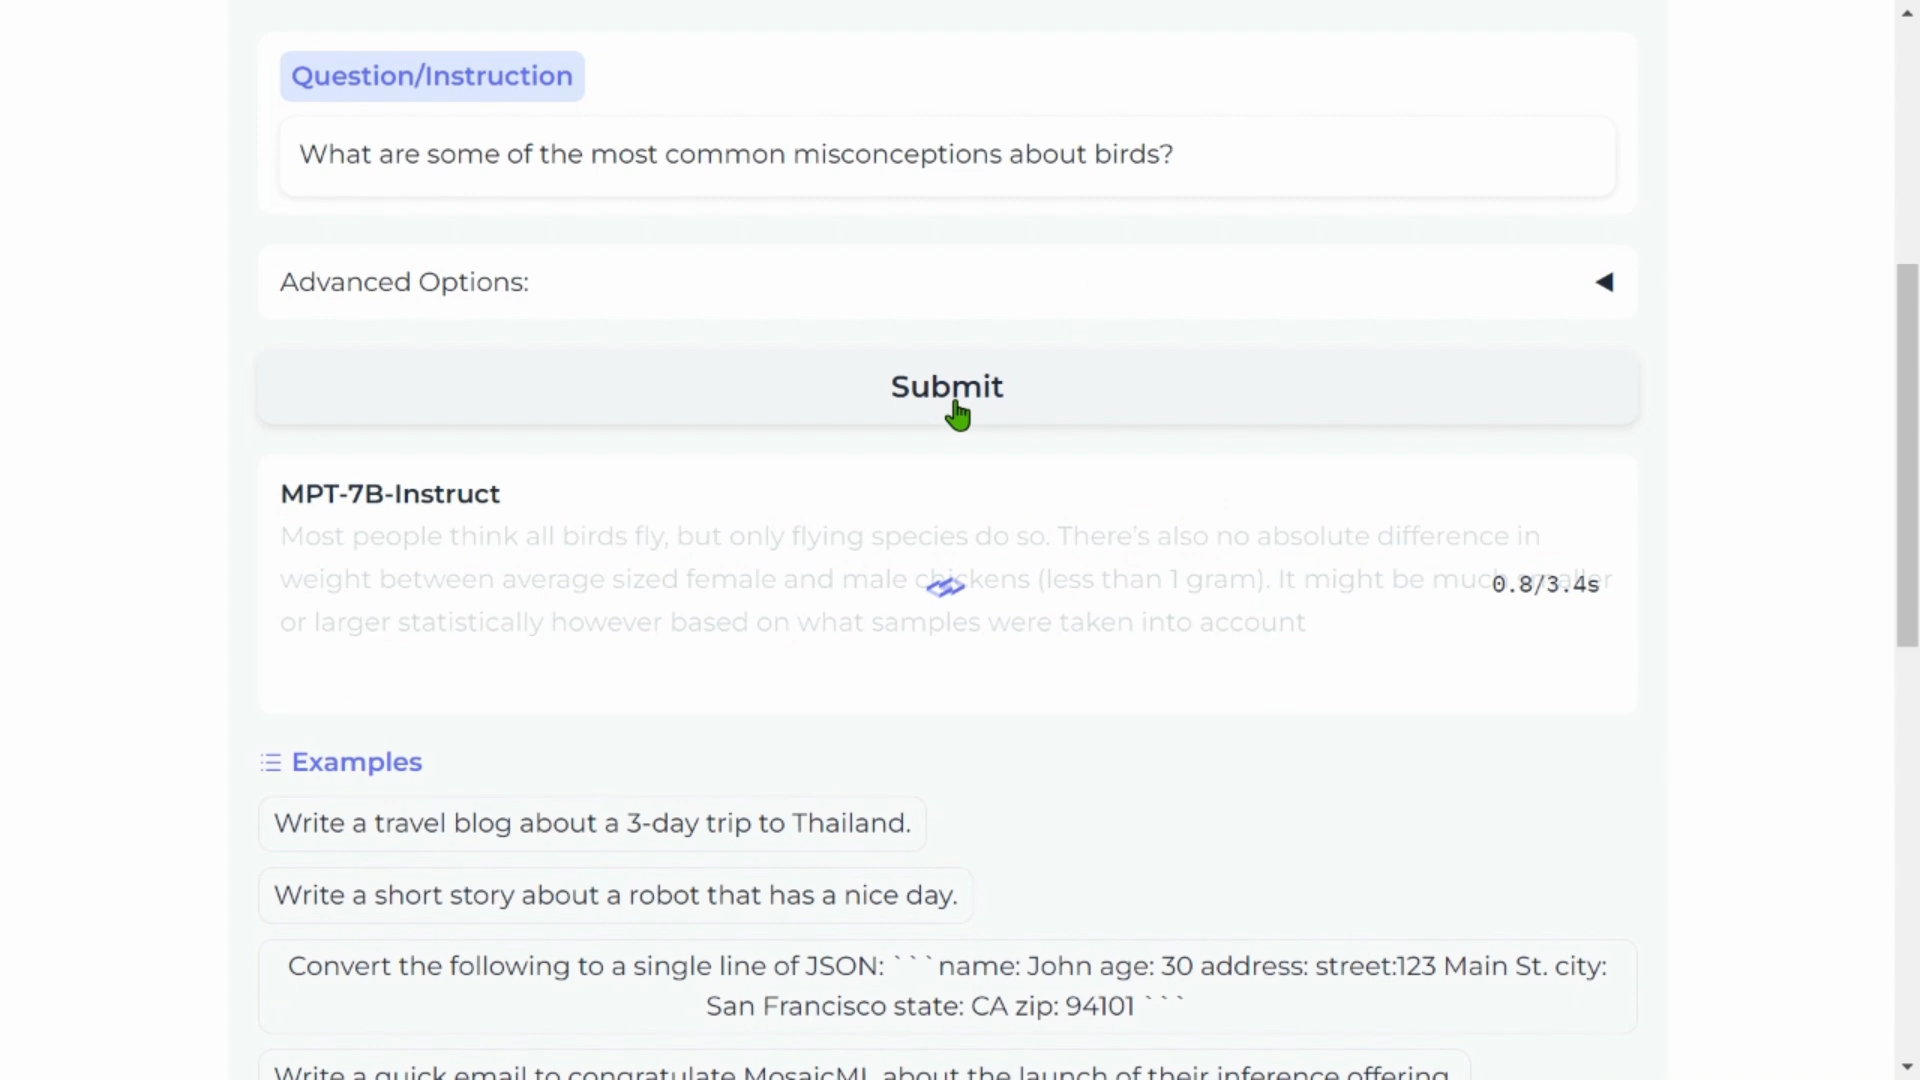 Question/Instruction
What are some of the most common misconceptions about birds?
Advanced Options:
Submit
MPT-7B-Instruct
Most people think all birds fly, but only flying species do so. There's also no absolute difference in
weight between average sized female and male chickens (less than 1 gram). It might be much smaller
0.8/3.4s
or larger statistically however based on what samples were taken into account
Examples
Write a travel blog about a 3-day trip to Thailand.
Write a short story about a robot that has a nice day.
Convert the following to a single line of JSON: ```name: John age: 30 address: street:123 Main St. city:
San Francisco state: CA zip: 94101 ```
Write a quick email to congratulate MosaicML about the launch of their inference offering.